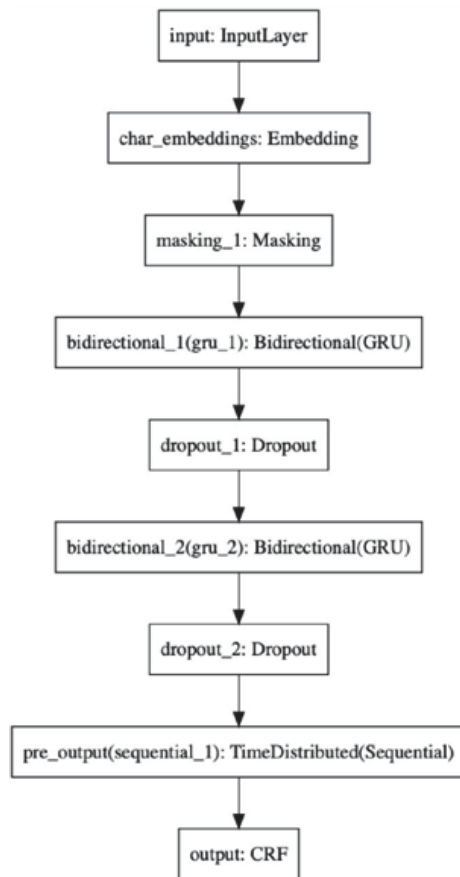 input: InputLayer
char_embeddings: Embedding
masking_1: Masking
bidirectional_1(gru_1): Bidirectional(GRU)
dropout_1: Dropout
bidirectional_2(gru_2): Bidirectional(GRU)
dropout_2: Dropout
pre_output(sequential_1): TimeDistributed(Sequential)
output: CRF